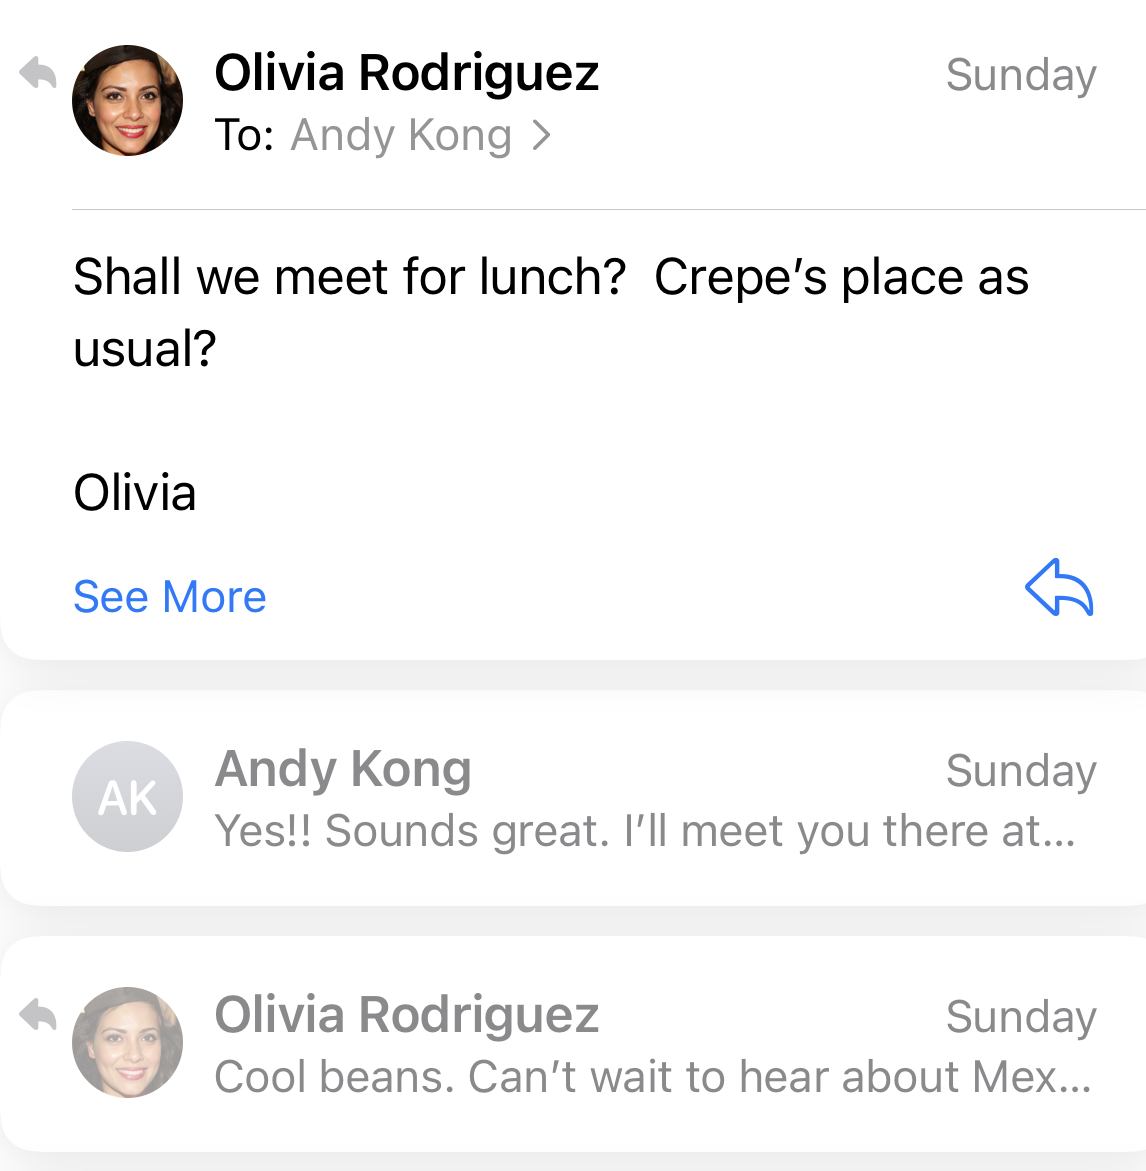 Olivia Rodriguez
Sunday
To: Andy Kong
Shall we meet for lunch?  Crepe’s place as
usual?
Olivia
See More
AK
Andy Kong
Sunday
Yes!! Sounds great. I’ll meet you there at...
Olivia Rodriguez
Sunday
Cool beans. Can’t wait to hear about Mex...